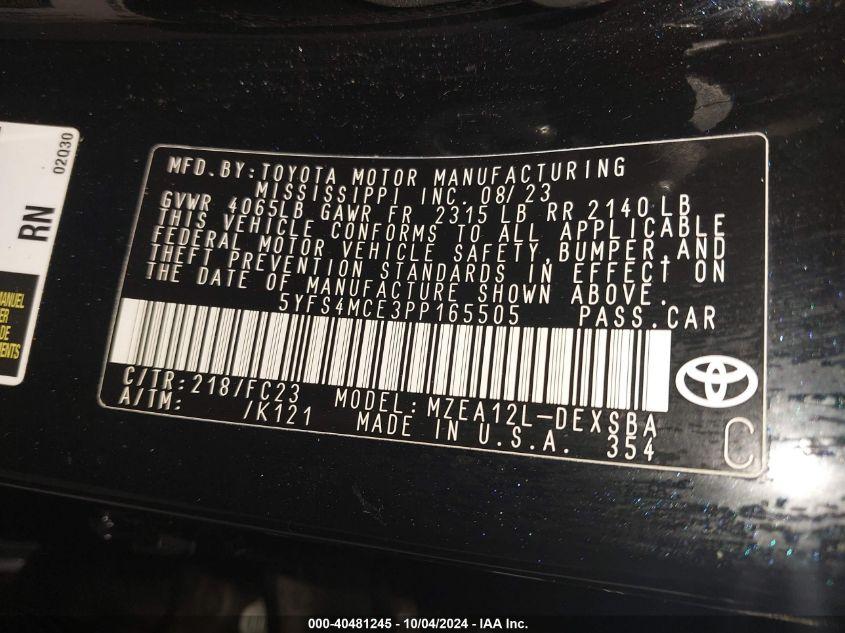 RN
02030
MANUEL
DE
MFD.BY:TOYOTA MOTOR MANUFACTURING
MISSISSIPPI INC. 08/23
GVWR 4065LB GAWR FR 2315 LB RR 2140 LB
THIS VEHICLE CONFORMS TO ALL APPLICABLE
FEDERAL MOTOR VEHICLE SAFETY,BUMPER,AND
THEFT PREVENTION STANDARDS IN EFFECT ON
THE DATE OF MANUFACTURE SHOWN ABOVE.
5YFS4MCE3PP165505 PASS.CAR
C/TR:218/FC23 MODEL:MZEA12L-DEXSBA
A/TM: /K121 MADE IN U.S.A. 354
C
000-40481245 - 10/04/2024 - IAA Inc.